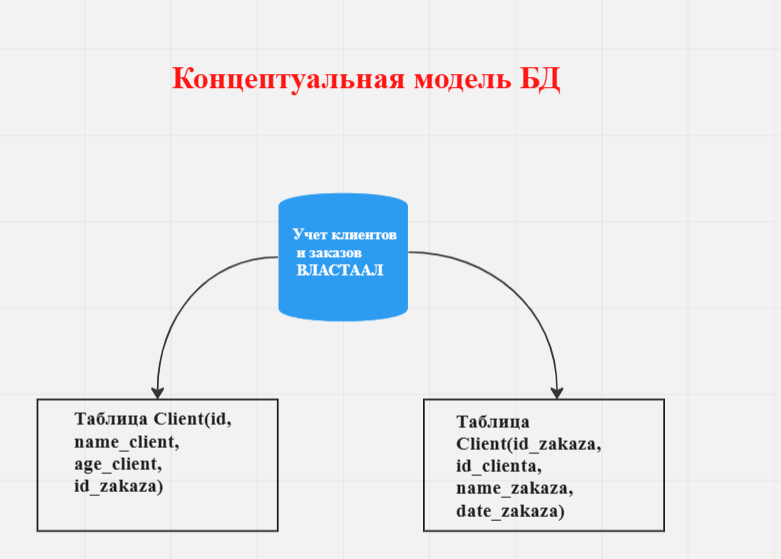 Концептуальная модель БД
Учет клиентов
и заказов
ВЛАСТААЛ
Таблица Client(id,
name_client,
age_client,
id_zakaza)
Таблица
Client(id_zakaza,
id_clienta,
name_zakaza,
date_zakaza)